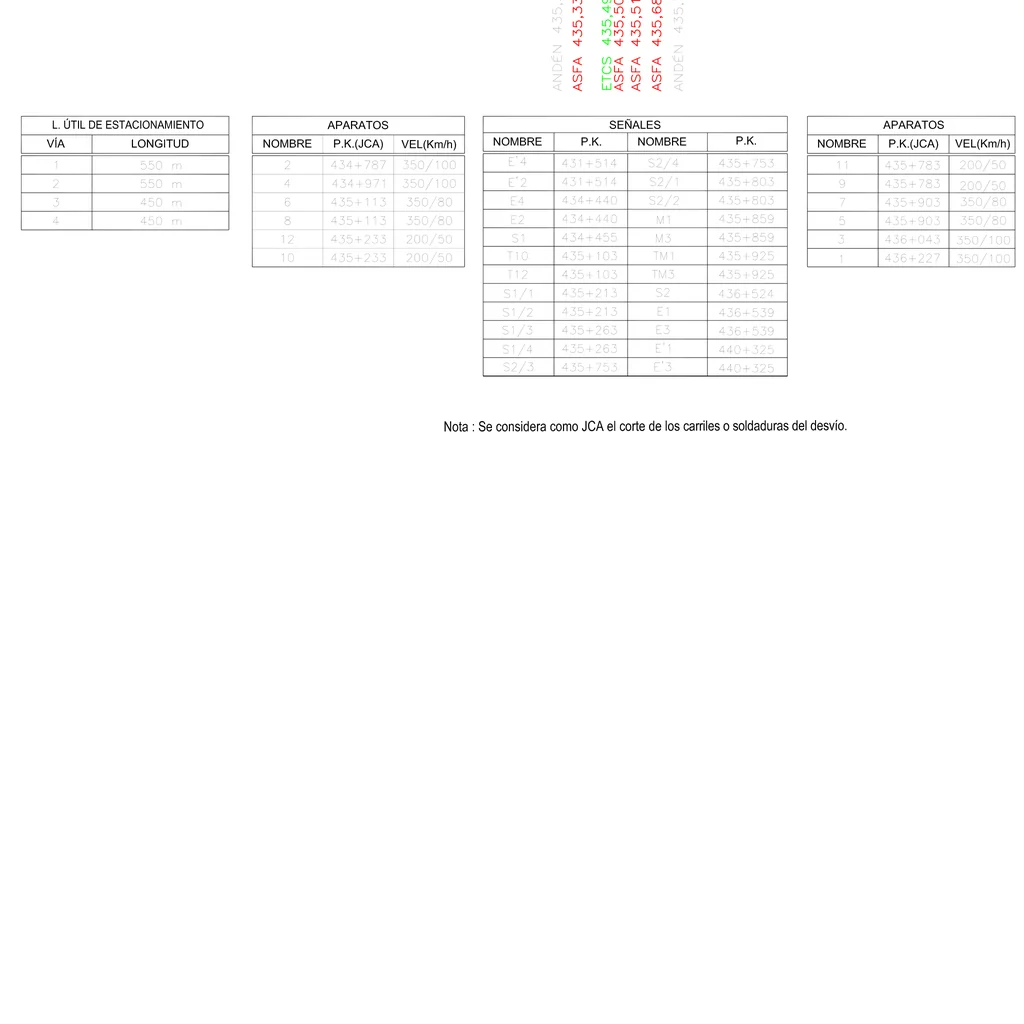 ANDÉN 435,
ASFA 435,33
ETCS 435,49
ASFA 435,50
ASFA 435,51
ASFA 435,68
ANDÉN 435,
L. ÚTIL DE ESTACIONAMIENTO
VÍA LONGITUD
1 550 m
2 550 m
3 450 m
4 450 m
APARATOS
NOMBRE P.K.(JCA) VEL(Km/h)
2 434+787 350/100
4 434+971 350/100
6 435+113 350/80
8 435+113 350/80
12 435+233 200/50
10 435+233 200/50
SEÑALES
NOMBRE P.K. NOMBRE P.K.
E'4 431+514 S2/4 435+753
E'2 431+514 S2/1 435+803
E4 434+440 S2/2 435+803
E2 434+440 M1 435+859
S1 434+455 M3 435+859
T10 435+103 TM1 435+925
T12 435+103 TM3 435+925
S1/1 435+213 S2 436+524
S1/2 435+213 E1 436+539
S1/3 435+263 E3 436+539
S1/4 435+263 E'1 440+325
S2/3 435+753 E'3 440+325
APARATOS
NOMBRE P.K.(JCA) VEL(Km/h)
11 435+783 200/50
9 435+783 200/50
7 435+903 350/80
5 435+903 350/80
3 436+043 350/100
1 436+227 350/100
Nota : Se considera como JCA el corte de los carriles o soldaduras del desvío.